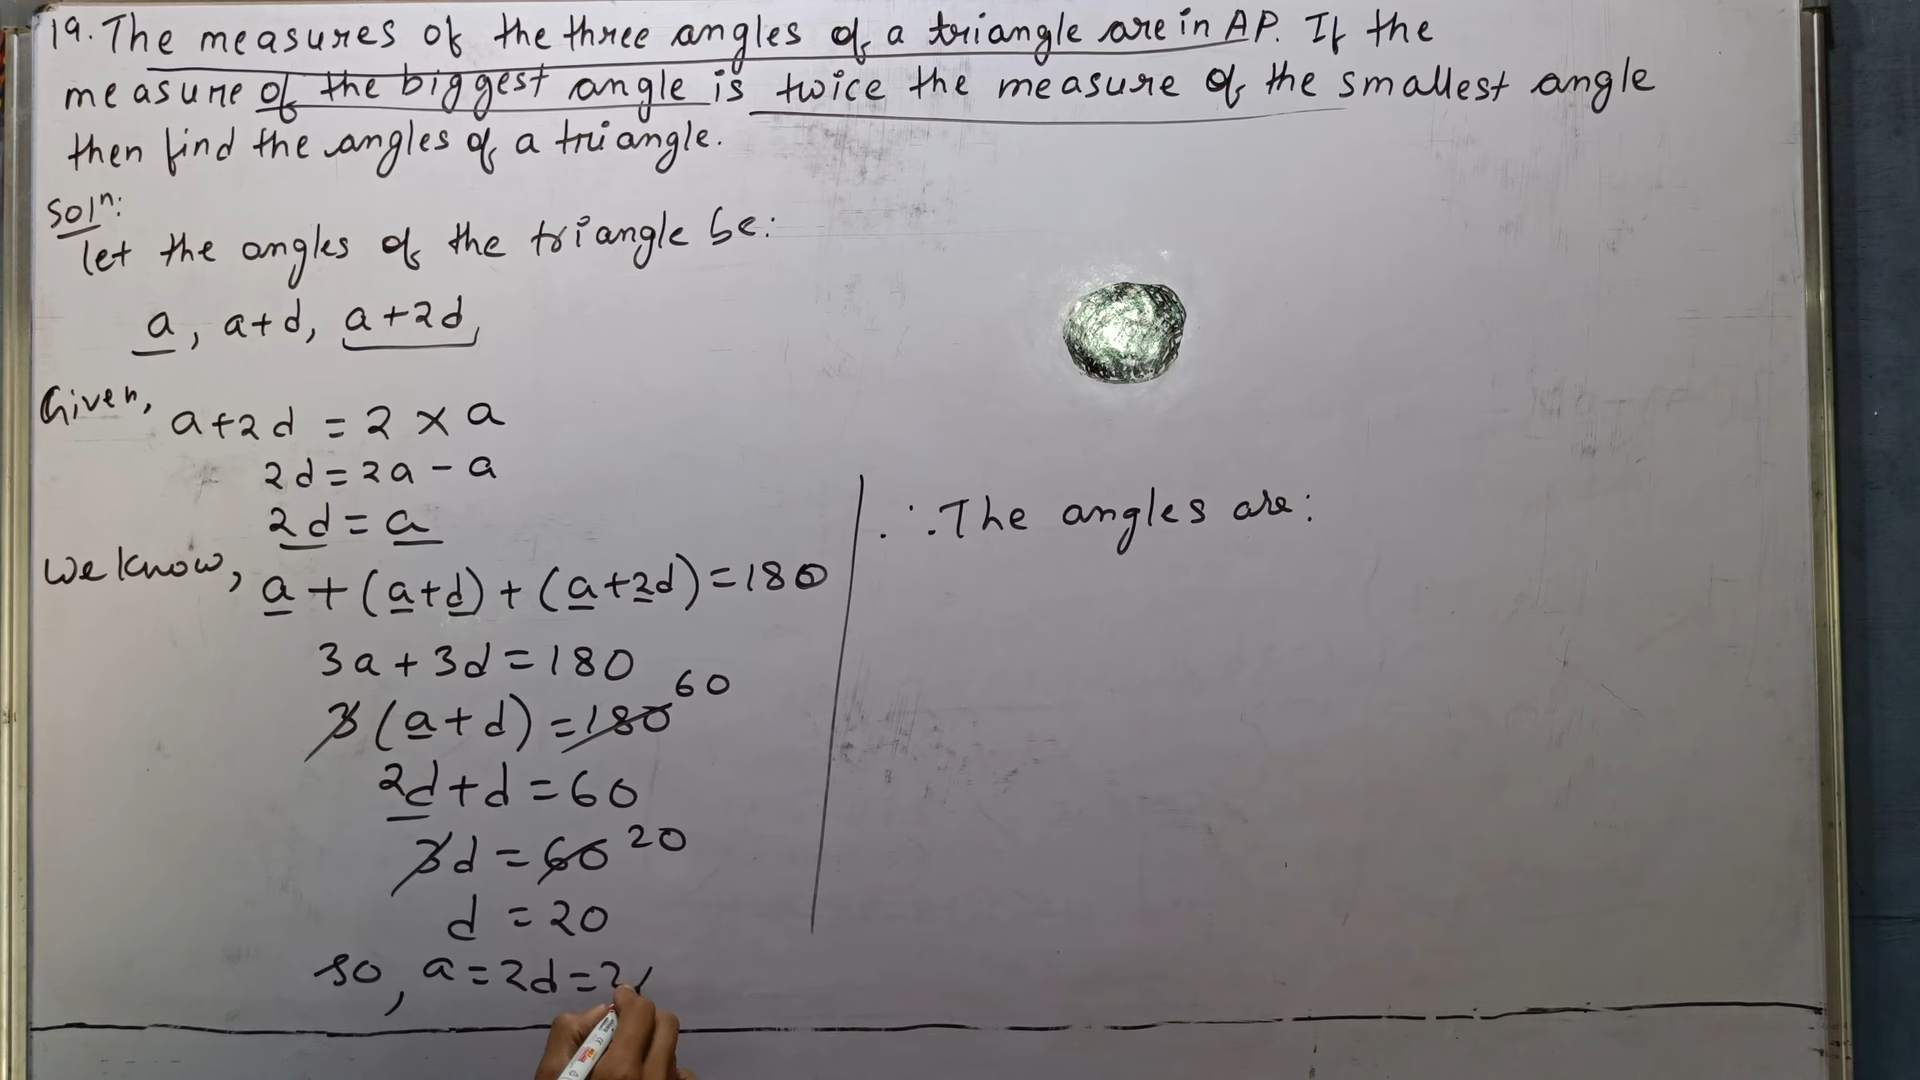 19. The measures of the three angles of a triangle are in AP. If the
measure of the biggest angle is twice the measure of the smallest angle
then find the angles of a triangle.
Solⁿ:
let the angles of the triangle be:
a, a+d, a+2d,
Given,
a+2d = 2 × a
2d = 2a - a
2d = a
We know, a + (a+d) + (a+2d) = 180
3a + 3d = 180
3 (a+d) = 180 60
2d + d = 60
3d = 60 20
d = 20
so, a = 2d = 2
∴ The angles are: